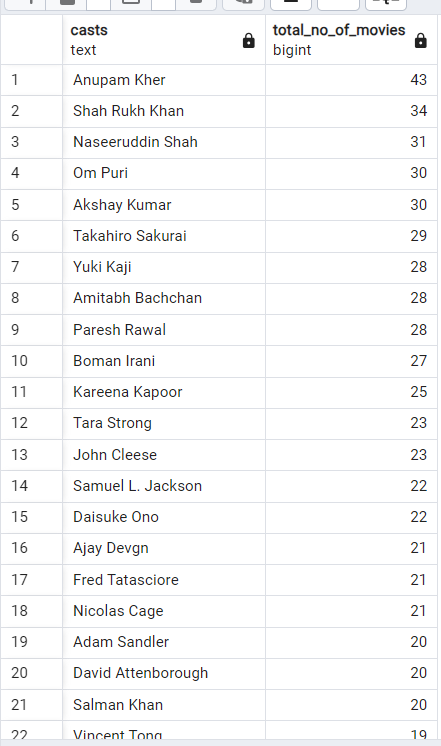 casts total_no_of_movies
text bigint
1 Anupam Kher 43
2 Shah Rukh Khan 34
3 Naseeruddin Shah 31
4 Om Puri 30
5 Akshay Kumar 30
6 Takahiro Sakurai 29
7 Yuki Kaji 28
8 Amitabh Bachchan 28
9 Paresh Rawal 28
10 Boman Irani 27
11 Kareena Kapoor 25
12 Tara Strong 23
13 John Cleese 23
14 Samuel L. Jackson 22
15 Daisuke Ono 22
16 Ajay Devgn 21
17 Fred Tatasciore 21
18 Nicolas Cage 21
19 Adam Sandler 20
20 David Attenborough 20
21 Salman Khan 20
22 Vincent Tong 19